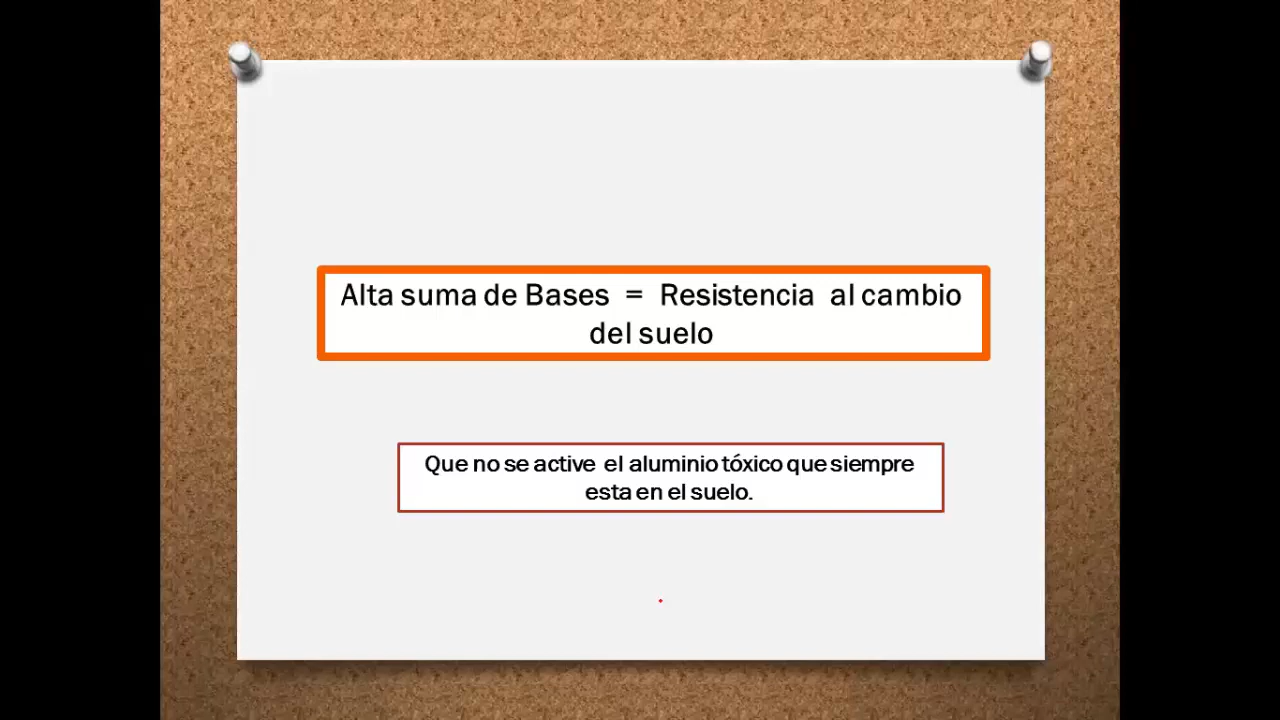 Alta suma de Bases = Resistencia al cambio
del suelo
Que no se active el aluminio tóxico que siempre
esta en el suelo.